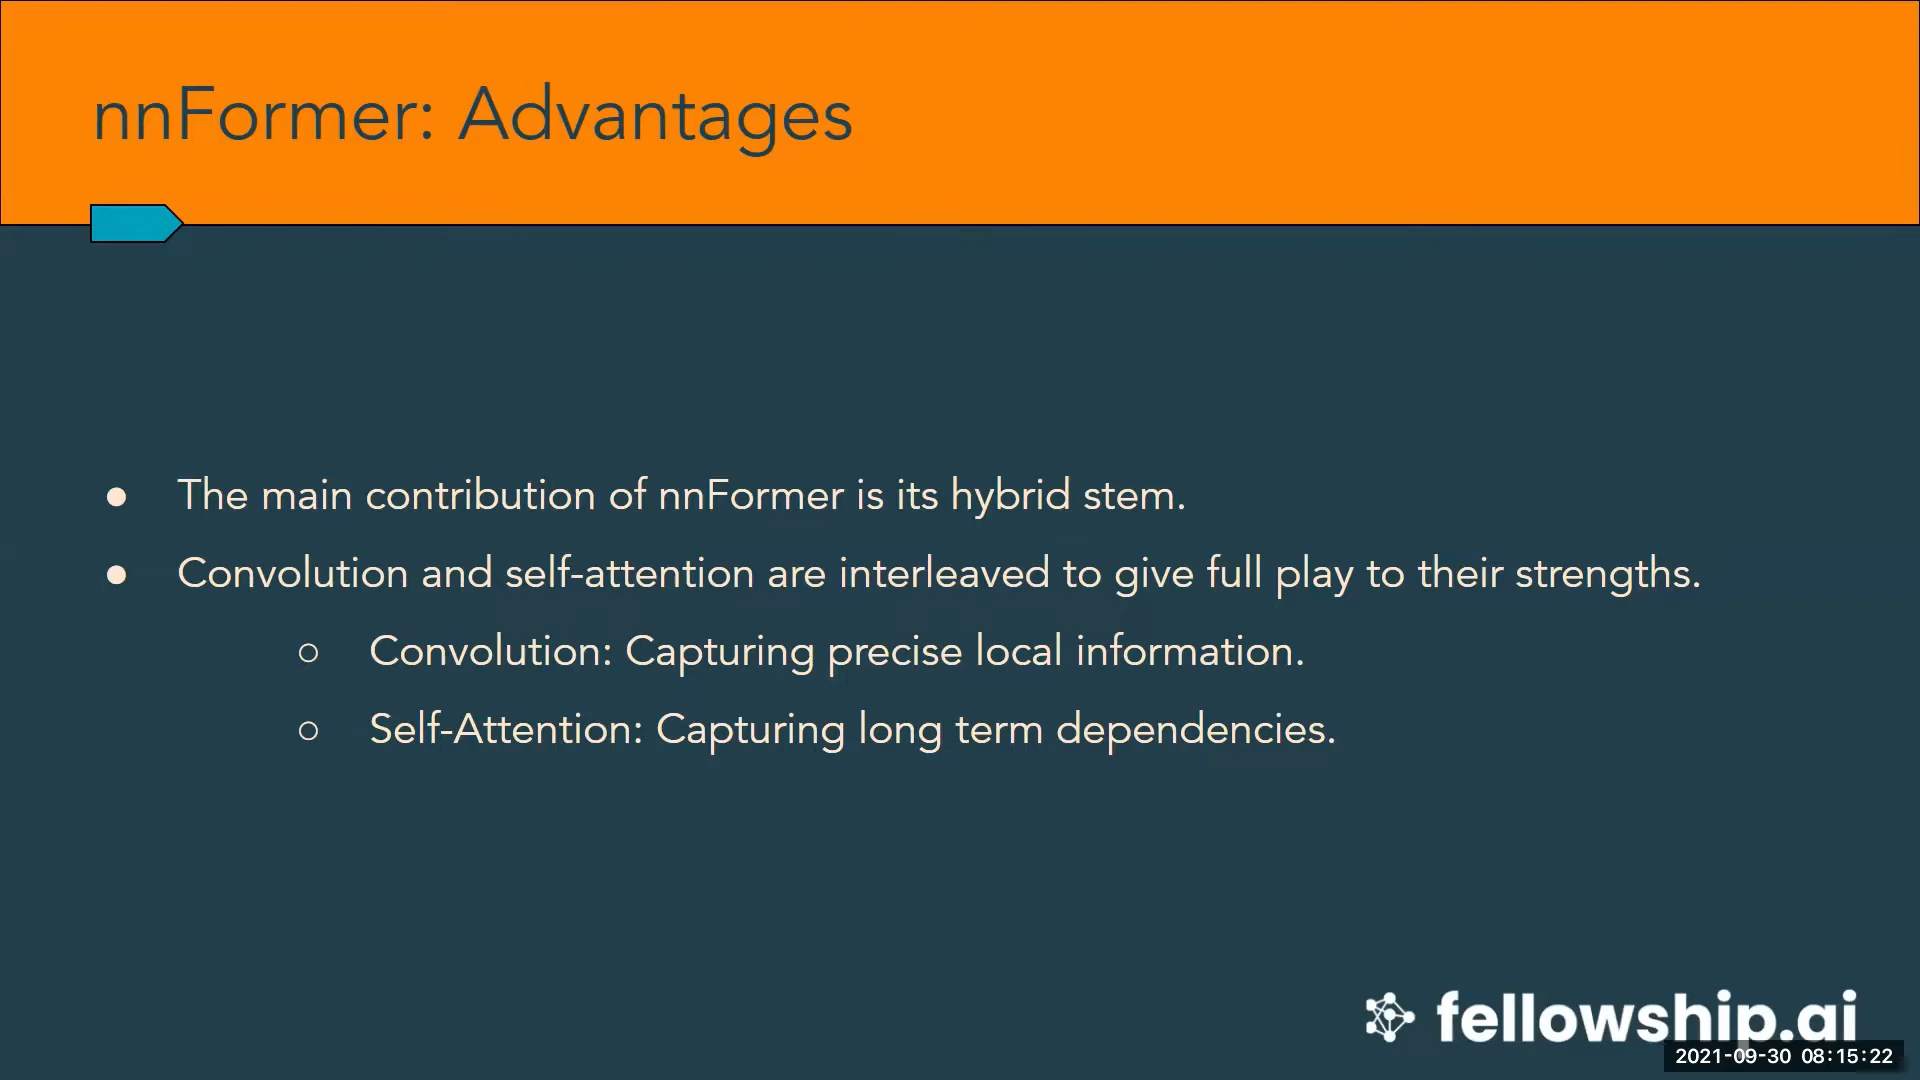 nnFormer: Advantages
● The main contribution of nnFormer is its hybrid stem.
● Convolution and self-attention are interleaved to give full play to their strengths.
○ Convolution: Capturing precise local information.
○ Self-Attention: Capturing long term dependencies.
fellowship.ai
2021-09-30 08:15:22